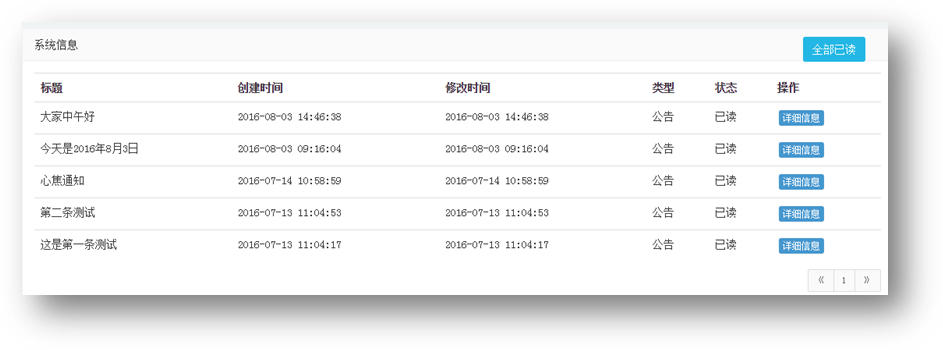 系统信息
全部已读
标题 创建时间 修改时间 类型 状态 操作
大家中午好 2016-08-03 14:46:38 2016-08-03 14:46:38 公告 已读 详细信息
今天是2016年8月3日 2016-08-03 09:16:04 2016-08-03 09:16:04 公告 已读 详细信息
心焦通知 2016-07-14 10:58:59 2016-07-14 10:58:59 公告 已读 详细信息
第二条测试 2016-07-13 11:04:53 2016-07-13 11:04:53 公告 已读 详细信息
这是第一条测试 2016-07-13 11:04:17 2016-07-13 11:04:17 公告 已读 详细信息
« 1 »